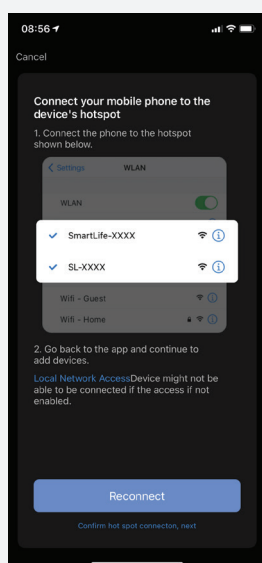 08:56
Cancel
Connect your mobile phone to the
device's hotspot
1. Connect the phone to the hotspot
shown below.
Settings WLAN
WLAN
SmartLife-XXXX
SL-XXXX
Wifi - Guest
Wifi - Home
2. Go back to the app and continue to
add devices.
Local Network AccessDevice might not be
able to be connected if the access if not
enabled.
Reconnect
Confirm hot spot connecton, next